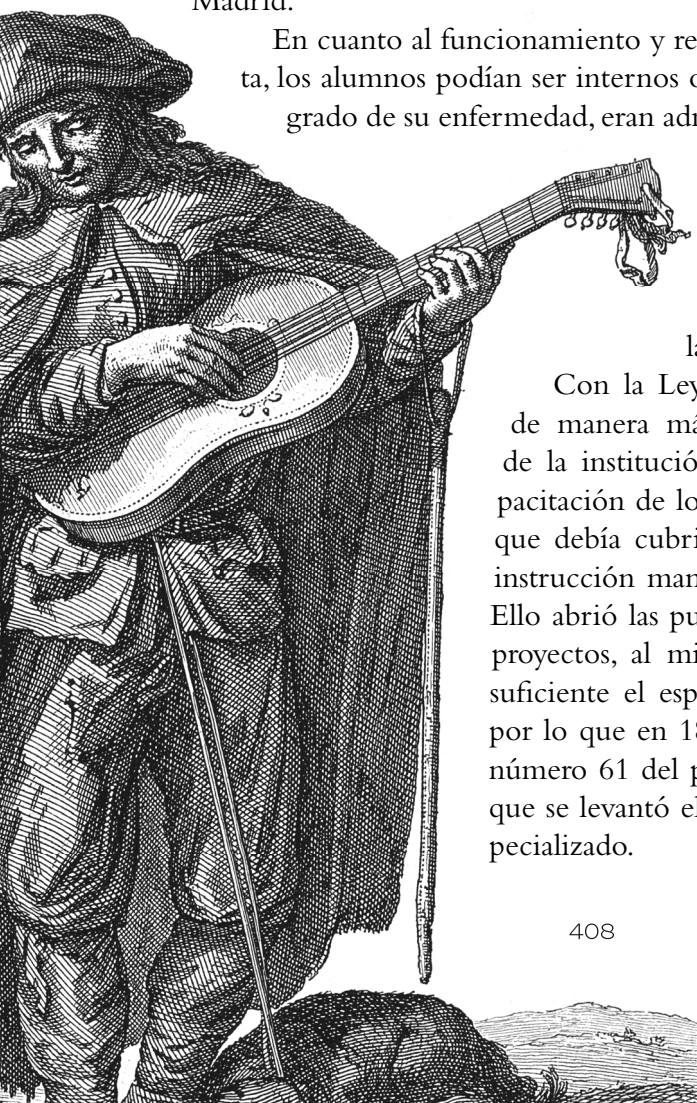 Madrid.
En cuanto al funcionamiento y re
ta, los alumnos podían ser internos o
grado de su enfermedad, eran adm
la
Con la Ley
de manera má
de la institució
pacitación de lo
que debía cubri
instrucción man
Ello abrió las pu
proyectos, al mi
suficiente el esp
por lo que en 18
número 61 del p
que se levantó el
pecializado.
408